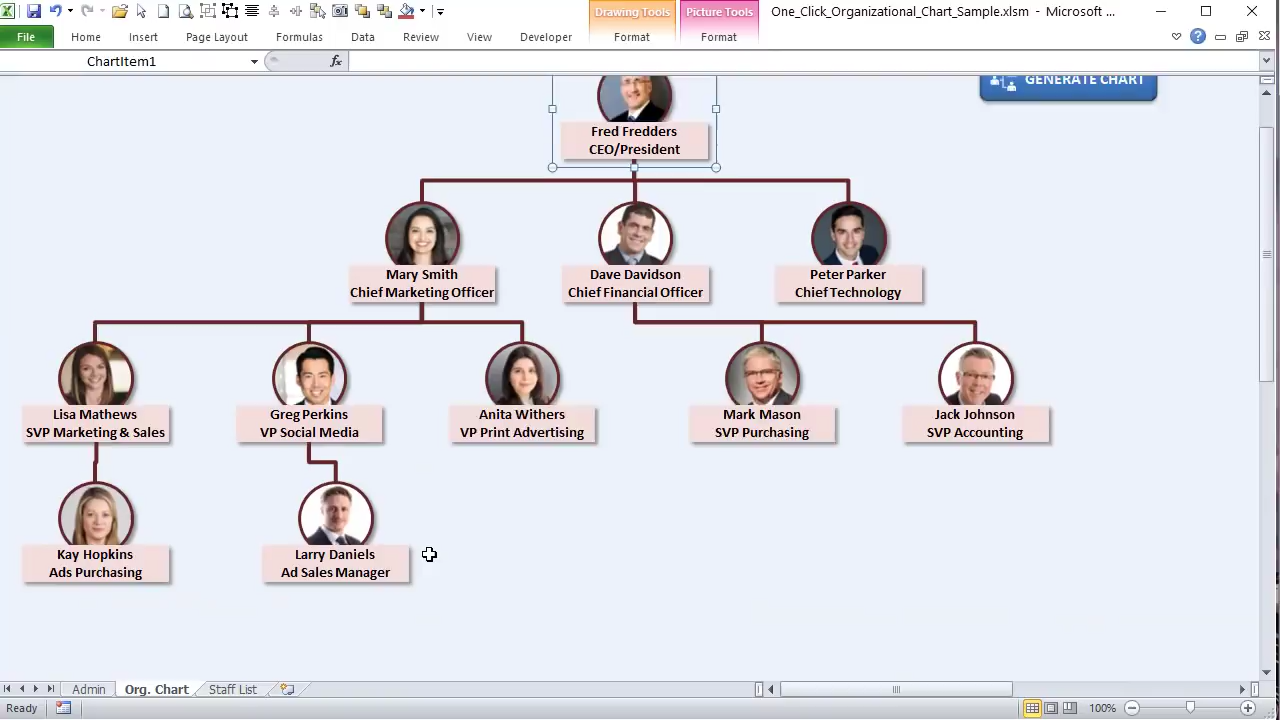 Drawing Tools
Picture Tools
One_Click_Organizational_Chart_Sample.xlsm - Microsoft ...
File
Home
Insert
Page Layout
Formulas
Data
Review
View
Developer
Format
Format
ChartItem1
fx
GENERATE CHART
Fred Fredders
CEO/President
Mary Smith
Chief Marketing Officer
Dave Davidson
Chief Financial Officer
Peter Parker
Chief Technology
Lisa Mathews
SVP Marketing & Sales
Greg Perkins
VP Social Media
Anita Withers
VP Print Advertising
Mark Mason
SVP Purchasing
Jack Johnson
SVP Accounting
Kay Hopkins
Ads Purchasing
Larry Daniels
Ad Sales Manager
Admin
Org. Chart
Staff List
Ready
100%